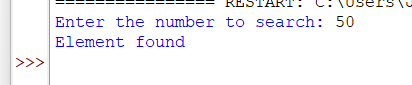 ================ RESTART: C:\Users\J
Enter the number to search: 50
Element found
>>>